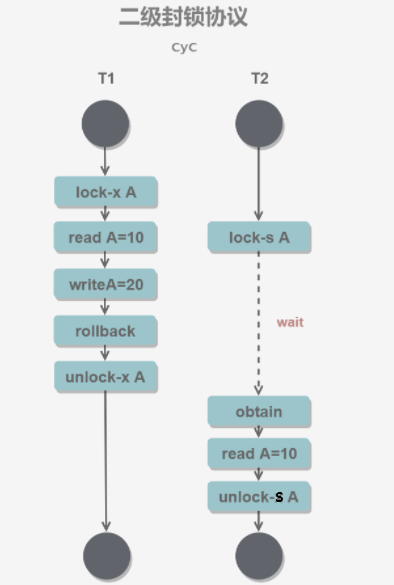 二级封锁协议
CyC
T1
T2
lock-x A
read A=10
lock-s A
writeA=20
wait
rollback
unlock-x A
obtain
read A=10
unlock-s A